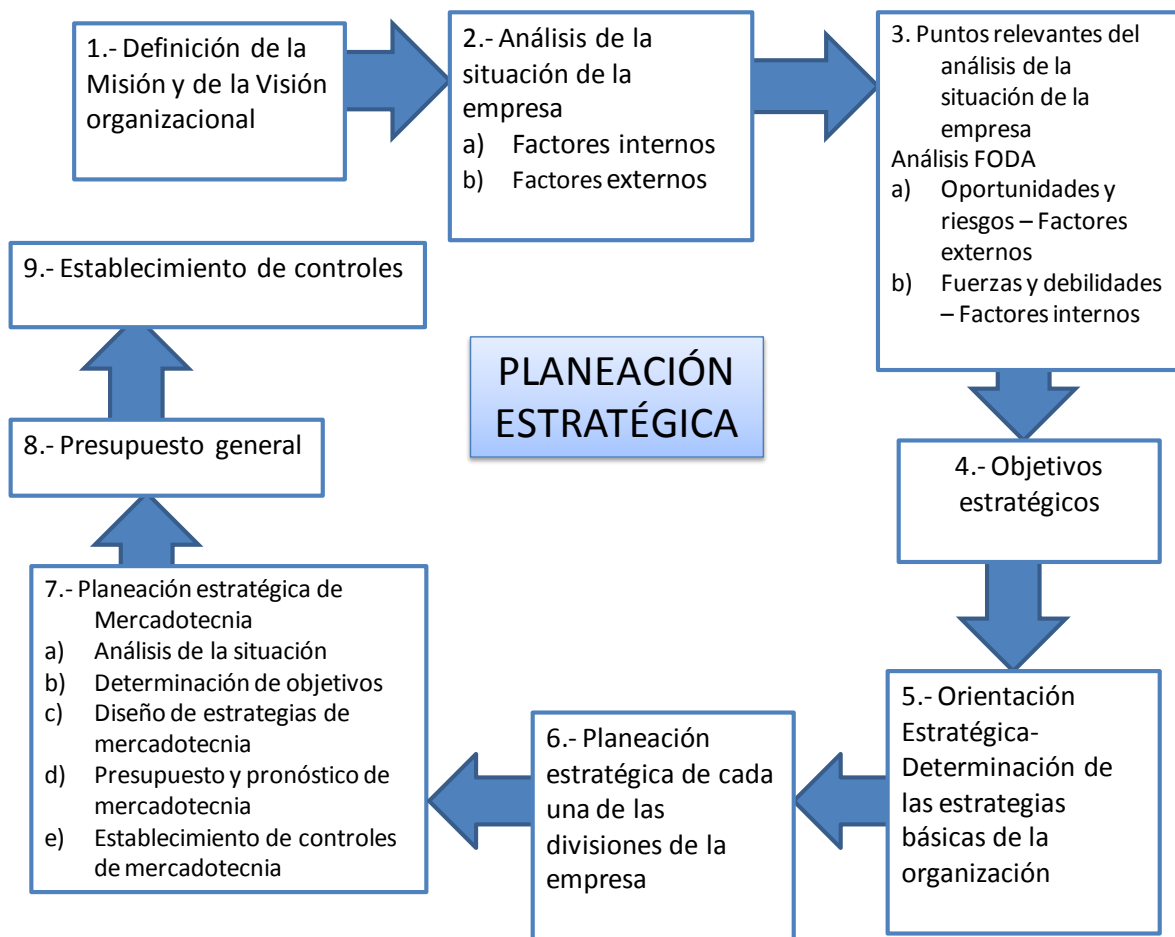 1.- Definición de la
Misión y de la Visión
organizacional
2.- Análisis de la
situación de la
empresa
a) Factores internos
b) Factores externos
3. Puntos relevantes del
análisis de la
situación de la
empresa
Análisis FODA
a) Oportunidades y
riesgos – Factores
externos
b) Fuerzas y debilidades
– Factores internos
PLANEACIÓN
ESTRATÉGICA
4.- Objetivos
estratégicos
5.- Orientación
Estratégica-
Determinación de
las estrategias
básicas de la
organización
6.- Planeación
estratégica de cada
una de las
divisiones de la
empresa
7.- Planeación estratégica de
Mercadotecnia
a) Análisis de la situación
b) Determinación de objetivos
c) Diseño de estrategias de
mercadotecnia
d) Presupuesto y pronóstico de
mercadotecnia
e) Establecimiento de controles
de mercadotecnia
8.- Presupuesto general
9.- Establecimiento de controles